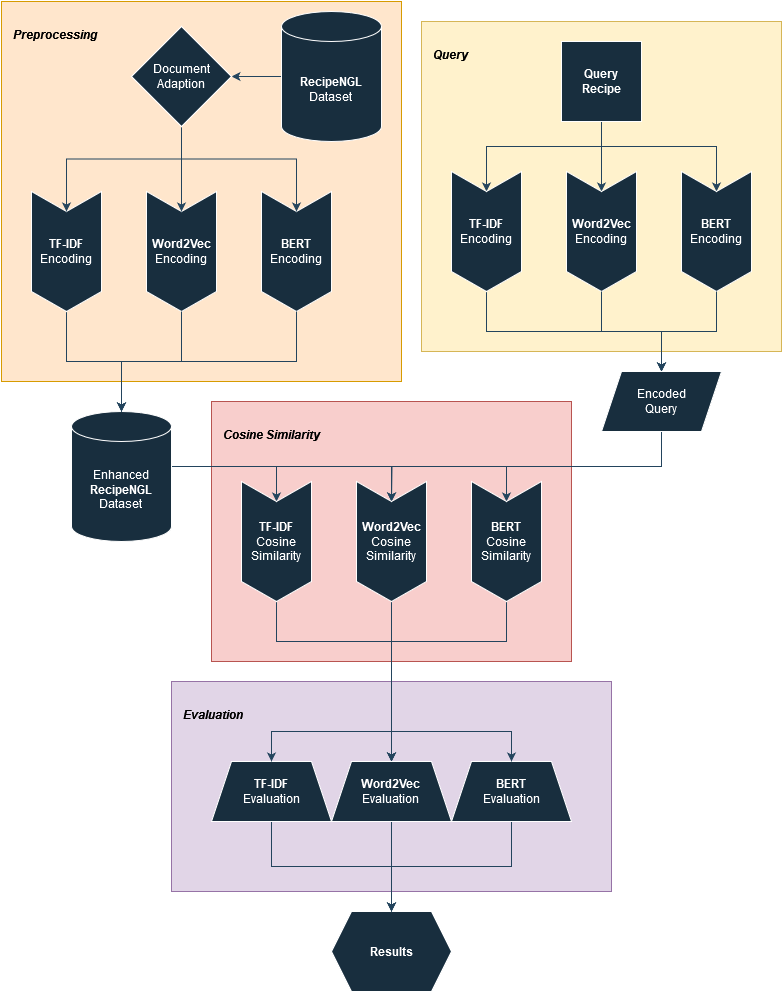 Preprocessing
Document
Adaption
RecipeNGL
Dataset
TF-IDF
Encoding
Word2Vec
Encoding
BERT
Encoding
Query
Query
Recipe
TF-IDF
Encoding
Word2Vec
Encoding
BERT
Encoding
Encoded
Query
Enhanced
RecipeNGL
Dataset
Cosine Similarity
TF-IDF
Cosine
Similarity
Word2Vec
Cosine
Similarity
BERT
Cosine
Similarity
Evaluation
TF-IDF
Evaluation
Word2Vec
Evaluation
BERT
Evaluation
Results